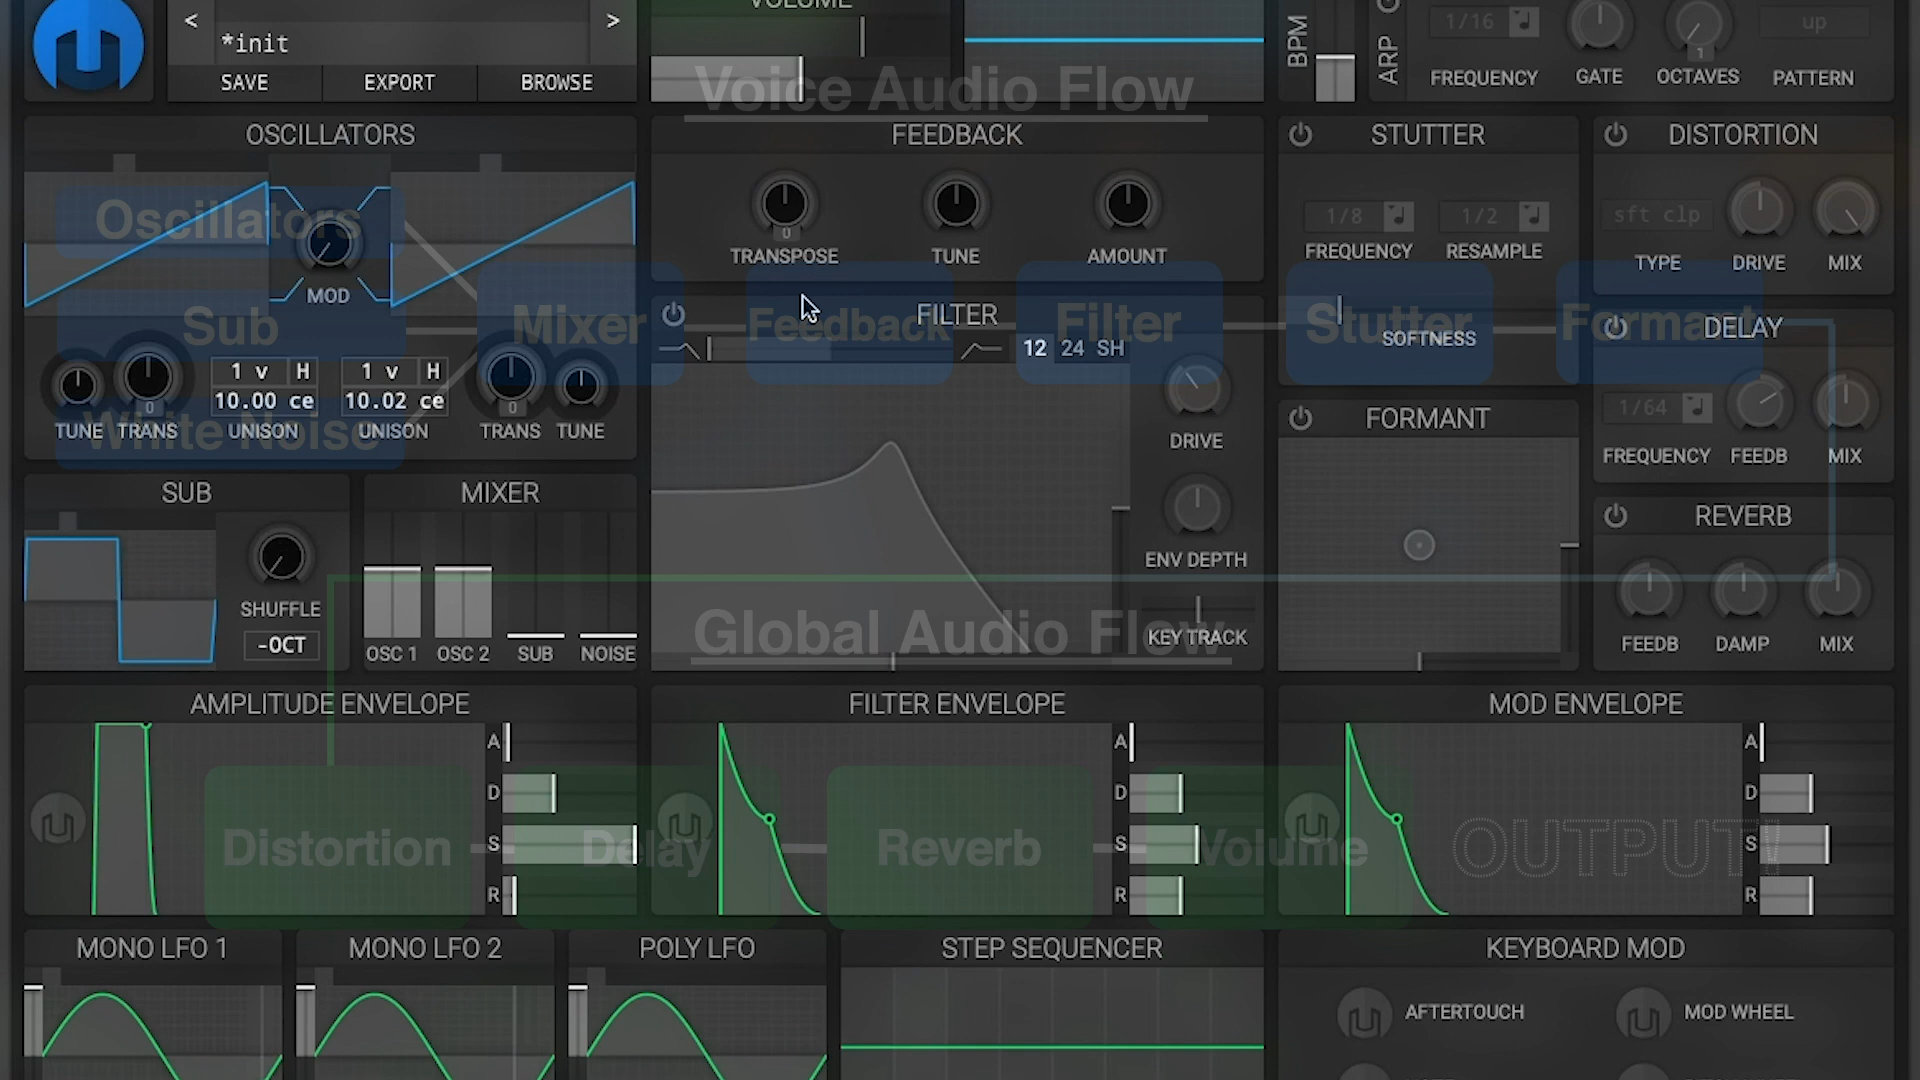 VOLUME
<
>
*init
SAVE
EXPORT
BROWSE
BPM
ARP
1/16
up
FREQUENCY
GATE
1
OCTAVES
PATTERN
Voice Audio Flow
OSCILLATORS
FEEDBACK
STUTTER
DISTORTION
Oscillators
MOD
0
TRANSPOSE
TUNE
AMOUNT
1/8
1/2
FREQUENCY
RESAMPLE
sft clp
TYPE
DRIVE
MIX
Sub
Mixer
Feedback
Filter
Stutter
Formant
FILTER
12 24 SH
SOFTNESS
DELAY
1 v H
1 v H
10.00 ce
10.02 ce
0
0
TUNE
TRANS
UNISON
UNISON
TRANS
TUNE
White Noise
DRIVE
ENV DEPTH
KEY TRACK
FORMANT
1/64
FREQUENCY
FEEDB
MIX
SUB
MIXER
REVERB
SHUFFLE
-OCT
OSC 1
OSC 2
SUB
NOISE
FEEDB
DAMP
MIX
Global Audio Flow
AMPLITUDE ENVELOPE
FILTER ENVELOPE
MOD ENVELOPE
A
D
S
R
A
D
S
R
A
D
S
R
Distortion
Delay
Reverb
Volume
OUTPUT!
MONO LFO 1
MONO LFO 2
POLY LFO
STEP SEQUENCER
KEYBOARD MOD
AFTERTOUCH
MOD WHEEL